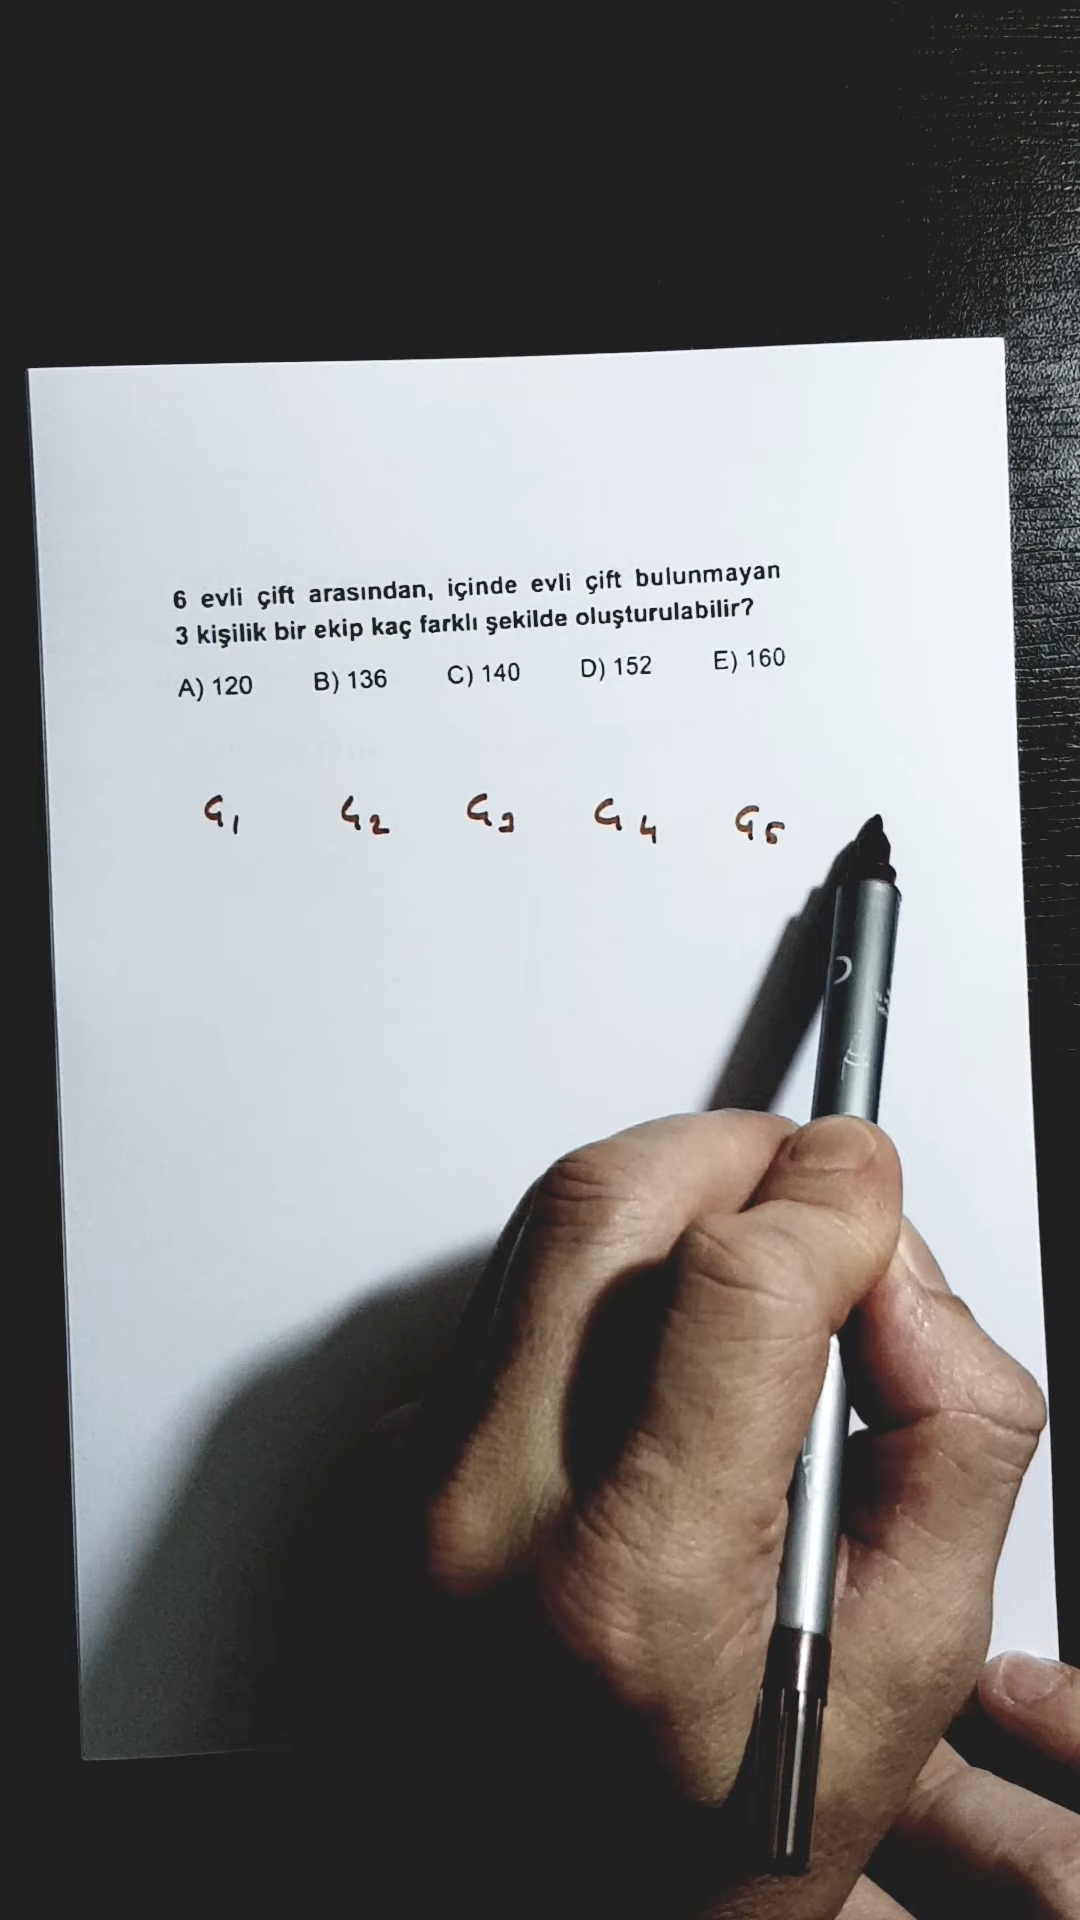 6 evli çift arasından, içinde evli çift bulunmayan
3 kişilik bir ekip kaç farklı şekilde oluşturulabilir?
A) 120 B) 136 C) 140 D) 152 E) 160
Ç1 Ç2 Ç3 Ç4 Ç5